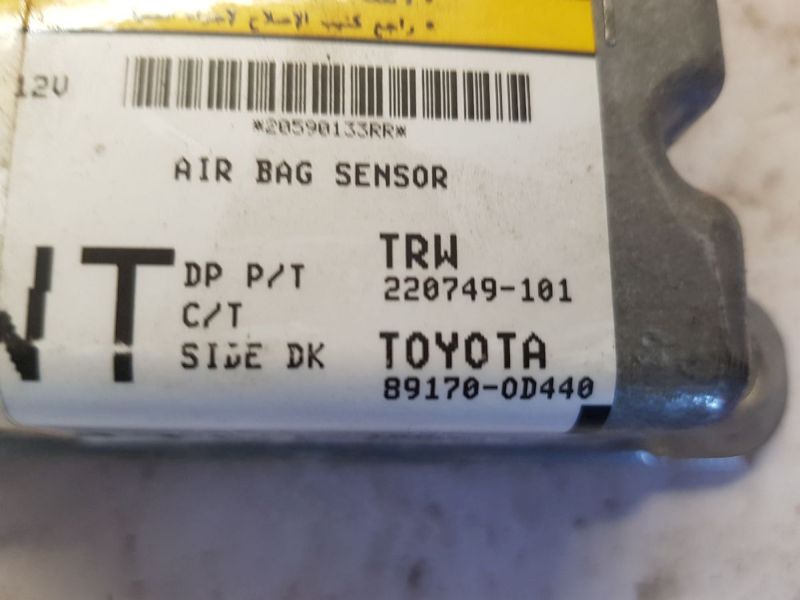 راجع كتيب الإصلاح لإجراء
12V
*20590133RR*
AIR BAG SENSOR
NT
DP P/T
C/T
SIDE DK
TRW
220749-101
TOYOTA
89170-0D440